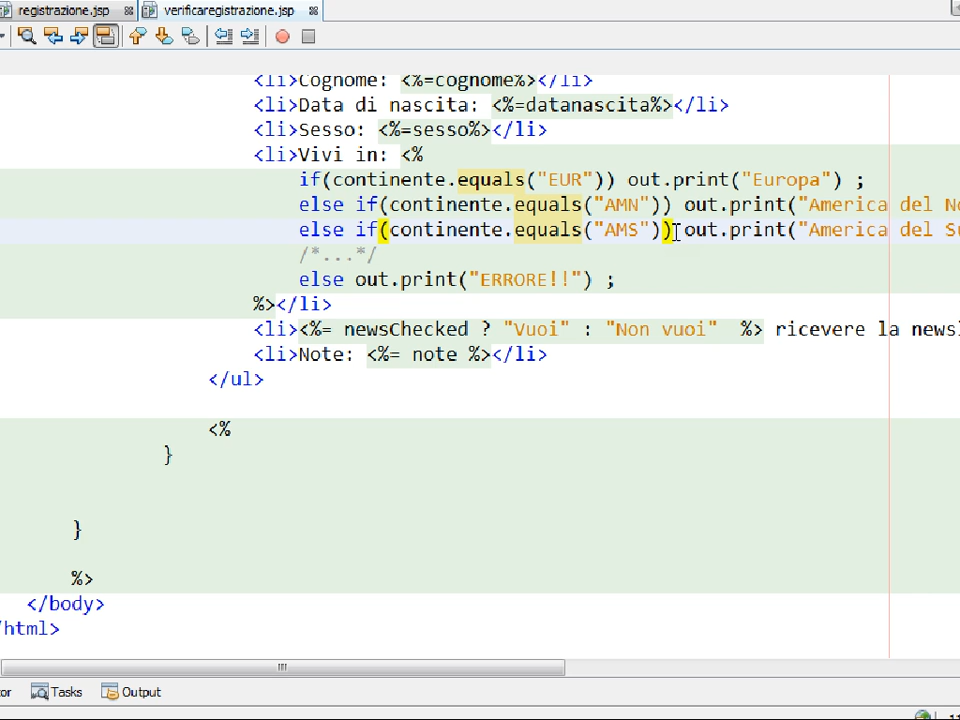 registrazione.jsp verificaregistrazione.jsp
<li>Cognome: <%=cognome%></li>
<li>Data di nascita: <%=datanascita%></li>
<li>Sesso: <%=sesso%></li>
<li>Vivi in: <%
if(continente.equals("EUR")) out.print("Europa") ;
else if(continente.equals("AMN")) out.print("America del No
else if(continente.equals("AMS")) out.print("America del Su
/*...*/
else out.print("ERRORE!!") ;
%></li>
<li><%= newsChecked ? "Vuoi" : "Non vuoi" %> ricevere la newsl
<li>Note: <%= note %></li>
</ul>
<%
}
}
%>
</body>
/html>
or Tasks Output